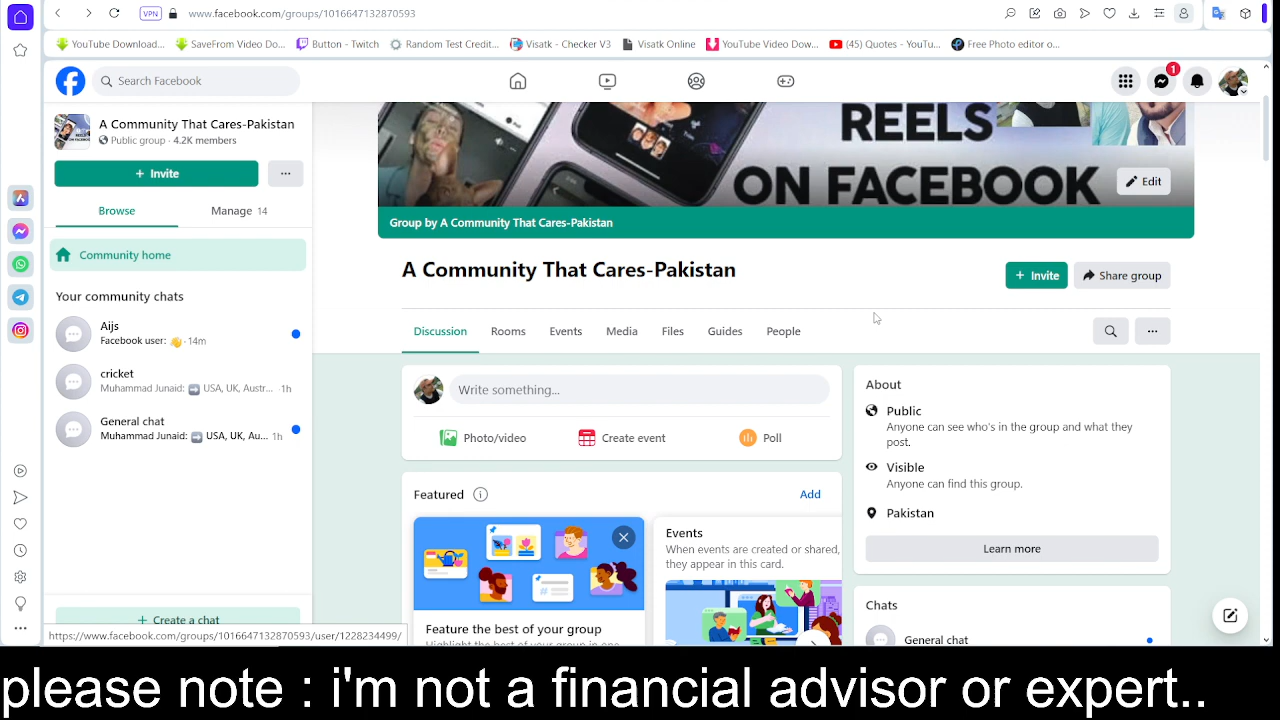 VPN www.facebook.com/groups/1016647132870593
YouTube Download... SaveFrom Video Do... Button - Twitch Random Test Credit... Visatk - Checker V3 Visatk Online YouTube Video Dow... (45) Quotes - YouTu... Free Photo editor o...
Search Facebook
1
A Community That Cares-Pakistan
Public group · 4.2K members
+ Invite
...
Browse
Manage 14
Community home
Your community chats
Aijs
Facebook user: 👋 · 14m
cricket
Muhammad Junaid: ➡️ USA, UK, Austr... · 1h
General chat
Muhammad Junaid: ➡️ USA, UK, Au... 1h
+ Create a chat
https://www.facebook.com/groups/1016647132870593/user/1226234499/
REELS
ON FACEBOOK
Edit
Group by A Community That Cares-Pakistan
A Community That Cares-Pakistan
+ Invite
Share group
Discussion Rooms Events Media Files Guides People
...
Write something...
Photo/video Create event Poll
Featured
Add
Feature the best of your group
Events
When events are created or shared,
they appear in this card.
About
Public
Anyone can see who's in the group and what they
post.
Visible
Anyone can find this group.
Pakistan
Learn more
Chats
General chat
please note : i'm not a financial advisor or expert..